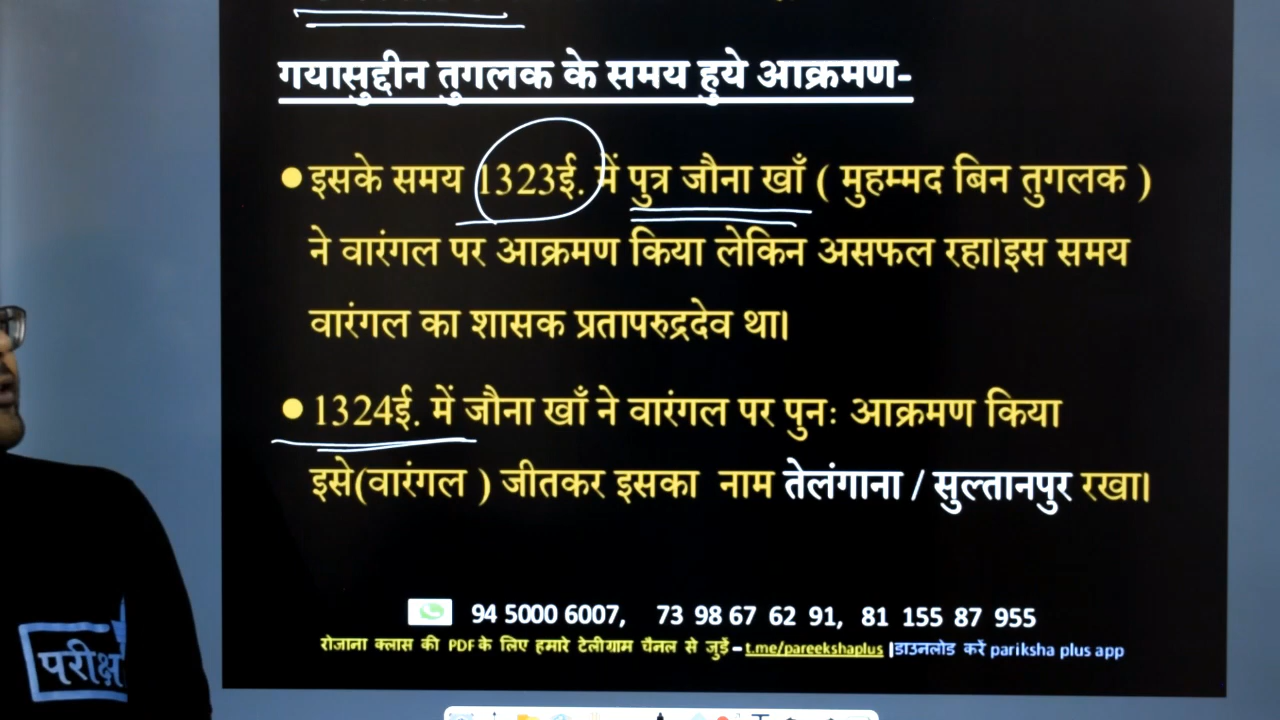 गयासुद्दीन तुगलक के समय हुये आक्रमण-
● इसके समय 1323ई. में पुत्र जौना खाँ ( मुहम्मद बिन तुगलक )
ने वारंगल पर आक्रमण किया लेकिन असफल रहा।इस समय
वारंगल का शासक प्रतापरुद्रदेव था।
● 1324ई. में जौना खाँ ने वारंगल पर पुनः आक्रमण किया
इसे(वारंगल ) जीतकर इसका नाम तेलंगाना / सुल्तानपुर रखा।
94 5000 6007, 73 98 67 62 91, 81 155 87 955
रोजाना क्लास की PDF के लिए हमारे टेलीग्राम चैनल से जुड़ें – t.me/pareekshaplus |डाउनलोड करें pariksha plus app
परीक्ष